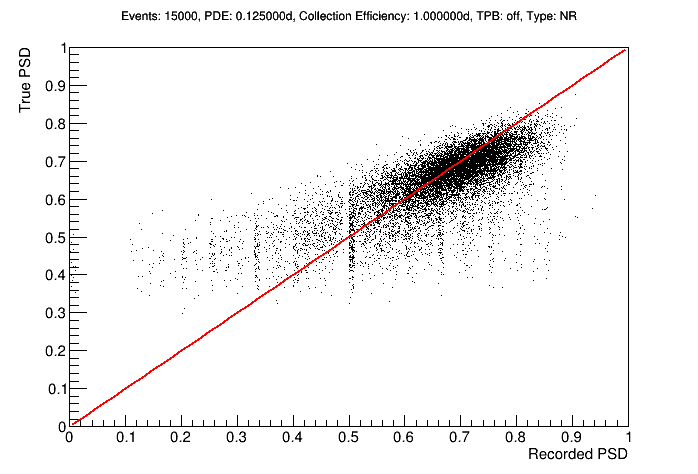 Events: 15000, PDE: 0.125000d, Collection Efficiency: 1.000000d, TPB: off, Type: NR
True PSD
1
0.9
0.8
0.7
0.6
0.5
0.4
0.3
0.2
0.1
0
0 0.1 0.2 0.3 0.4 0.5 0.6 0.7 0.8 0.9 1
Recorded PSD